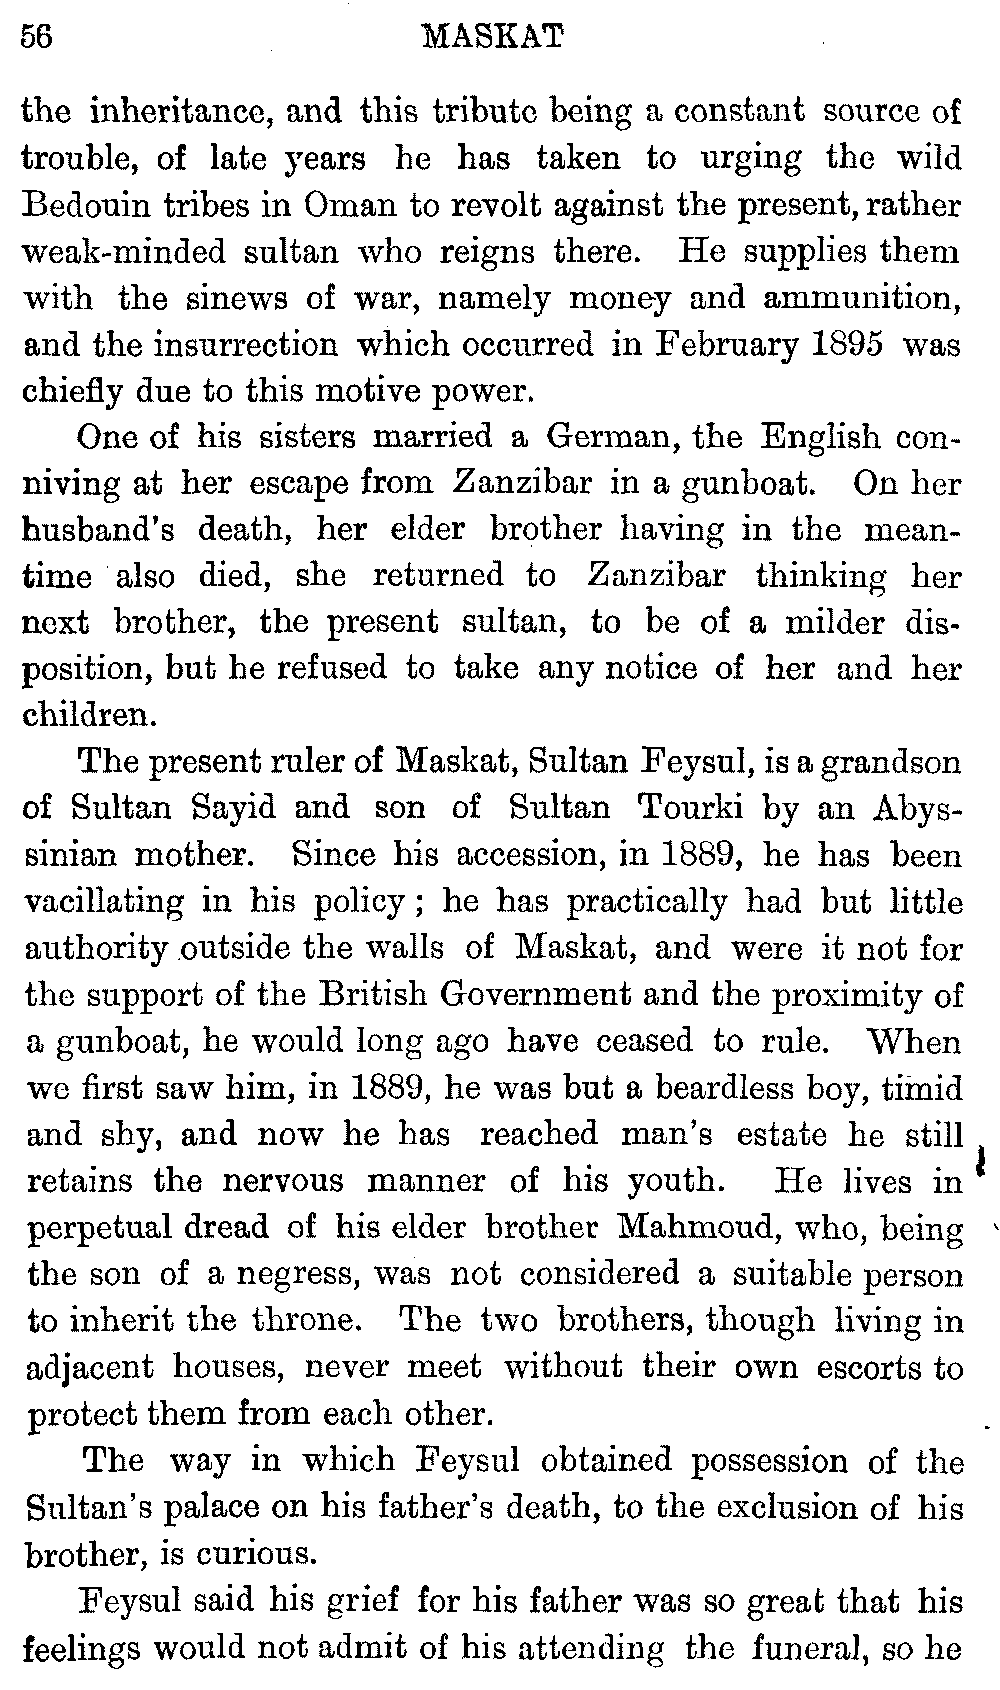 56 MASKAT
the inheritance, and this tribute being a constant source of
trouble, of late years he has taken to urging the wild
Bedouin tribes in Oman to revolt against the present, rather
weak-minded sultan who reigns there. He supplies them
with the sinews of war, namely money and ammunition,
and the insurrection which occurred in February 1895 was
chiefly due to this motive power.
One of his sisters married a German, the English con-
niving at her escape from Zanzibar in a gunboat. On her
husband's death, her elder brother having in the mean-
time also died, she returned to Zanzibar thinking her
next brother, the present sultan, to be of a milder dis-
position, but he refused to take any notice of her and her
children.
The present ruler of Maskat, Sultan Feysul, is a grandson
of Sultan Sayid and son of Sultan Tourki by an Abys-
sinian mother. Since his accession, in 1889, he has been
vacillating in his policy; he has practically had but little
authority outside the walls of Maskat, and were it not for
the support of the British Government and the proximity of
a gunboat, he would long ago have ceased to rule. When
we first saw him, in 1889, he was but a beardless boy, timid
and shy, and now he has reached man's estate he still
retains the nervous manner of his youth. He lives in
perpetual dread of his elder brother Mahmoud, who, being
the son of a negress, was not considered a suitable person
to inherit the throne. The two brothers, though living in
adjacent houses, never meet without their own escorts to
protect them from each other.
The way in which Feysul obtained possession of the
Sultan's palace on his father's death, to the exclusion of his
brother, is curious.
Feysul said his grief for his father was so great that his
feelings would not admit of his attending the funeral, so he